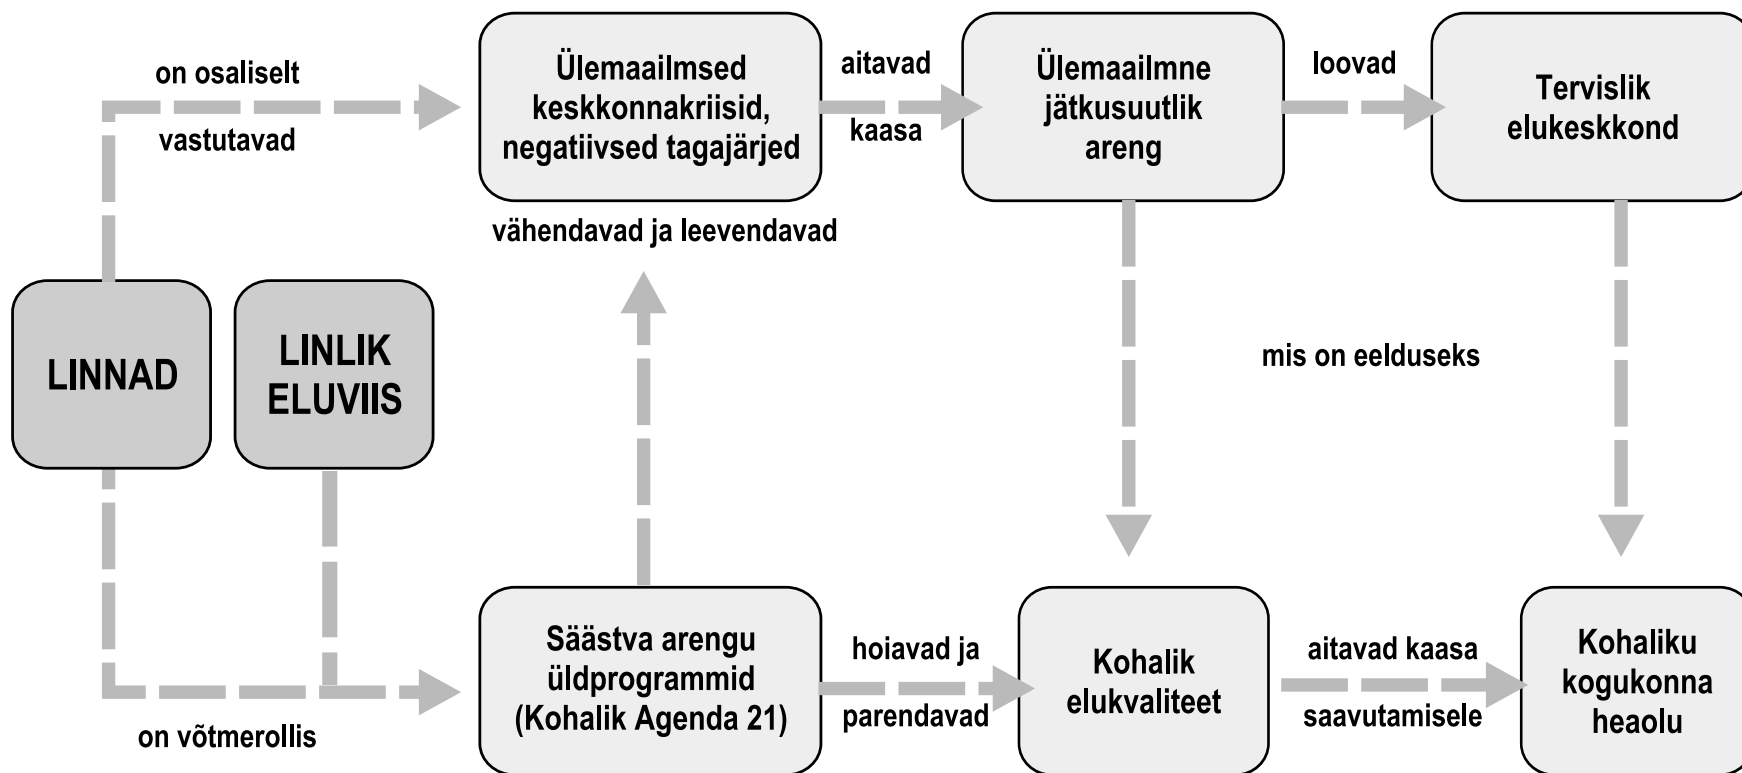 on osaliselt
vastutavad
Ülemaailmsed
keskkonnakriisid,
negatiivsed tagajärjed
aitavad
kaasa
Ülemaailmne
jätkusuutlik
areng
loovad
Tervislik
elukeskkond
vähendavad ja leevendavad
LINNAD
LINLIK
ELUVIIS
mis on eelduseks
on võtmerollis
Säästva arengu
üldprogrammid
(Kohalik Agenda 21)
hoiavad ja
parendavad
Kohalik
elukvaliteet
aitavad kaasa
saavutamisele
Kohaliku
kogukonna
heaolu